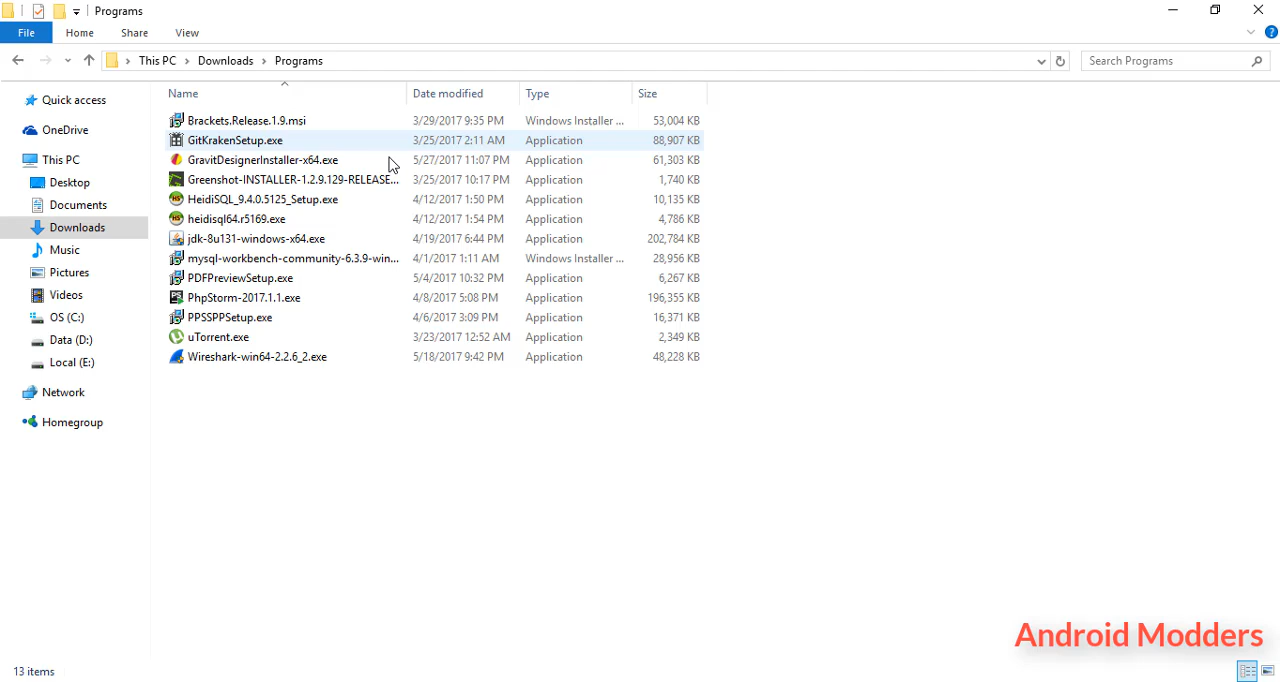 Programs
File Home Share View
This PC Downloads Programs
Search Programs
Name Date modified Type Size
Quick access
OneDrive
This PC
Desktop
Documents
Downloads
Music
Pictures
Videos
OS (C:)
Data (D:)
Local (E:)
Network
Homegroup
Brackets.Release.1.9.msi 3/29/2017 9:35 PM Windows Installer ... 53,004 KB
GitKrakenSetup.exe 3/25/2017 2:11 AM Application 88,907 KB
GravitDesignerInstaller-x64.exe 5/27/2017 11:07 PM Application 61,303 KB
Greenshot-INSTALLER-1.2.9.129-RELEASE... 3/25/2017 10:17 PM Application 1,740 KB
HeidiSQL_9.4.0.5125_Setup.exe 4/12/2017 1:50 PM Application 10,135 KB
heidisql64.r5169.exe 4/12/2017 1:54 PM Application 4,786 KB
jdk-8u131-windows-x64.exe 4/19/2017 6:44 PM Application 202,784 KB
mysql-workbench-community-6.3.9-win... 4/1/2017 1:11 AM Windows Installer ... 28,956 KB
PDFPreviewSetup.exe 5/4/2017 10:32 PM Application 6,267 KB
PhpStorm-2017.1.1.exe 4/8/2017 5:08 PM Application 196,355 KB
PPSSPPSetup.exe 4/6/2017 3:09 PM Application 16,371 KB
uTorrent.exe 3/23/2017 12:52 AM Application 2,349 KB
Wireshark-win64-2.2.6_2.exe 5/18/2017 9:42 PM Application 48,228 KB
Android Modders
13 items